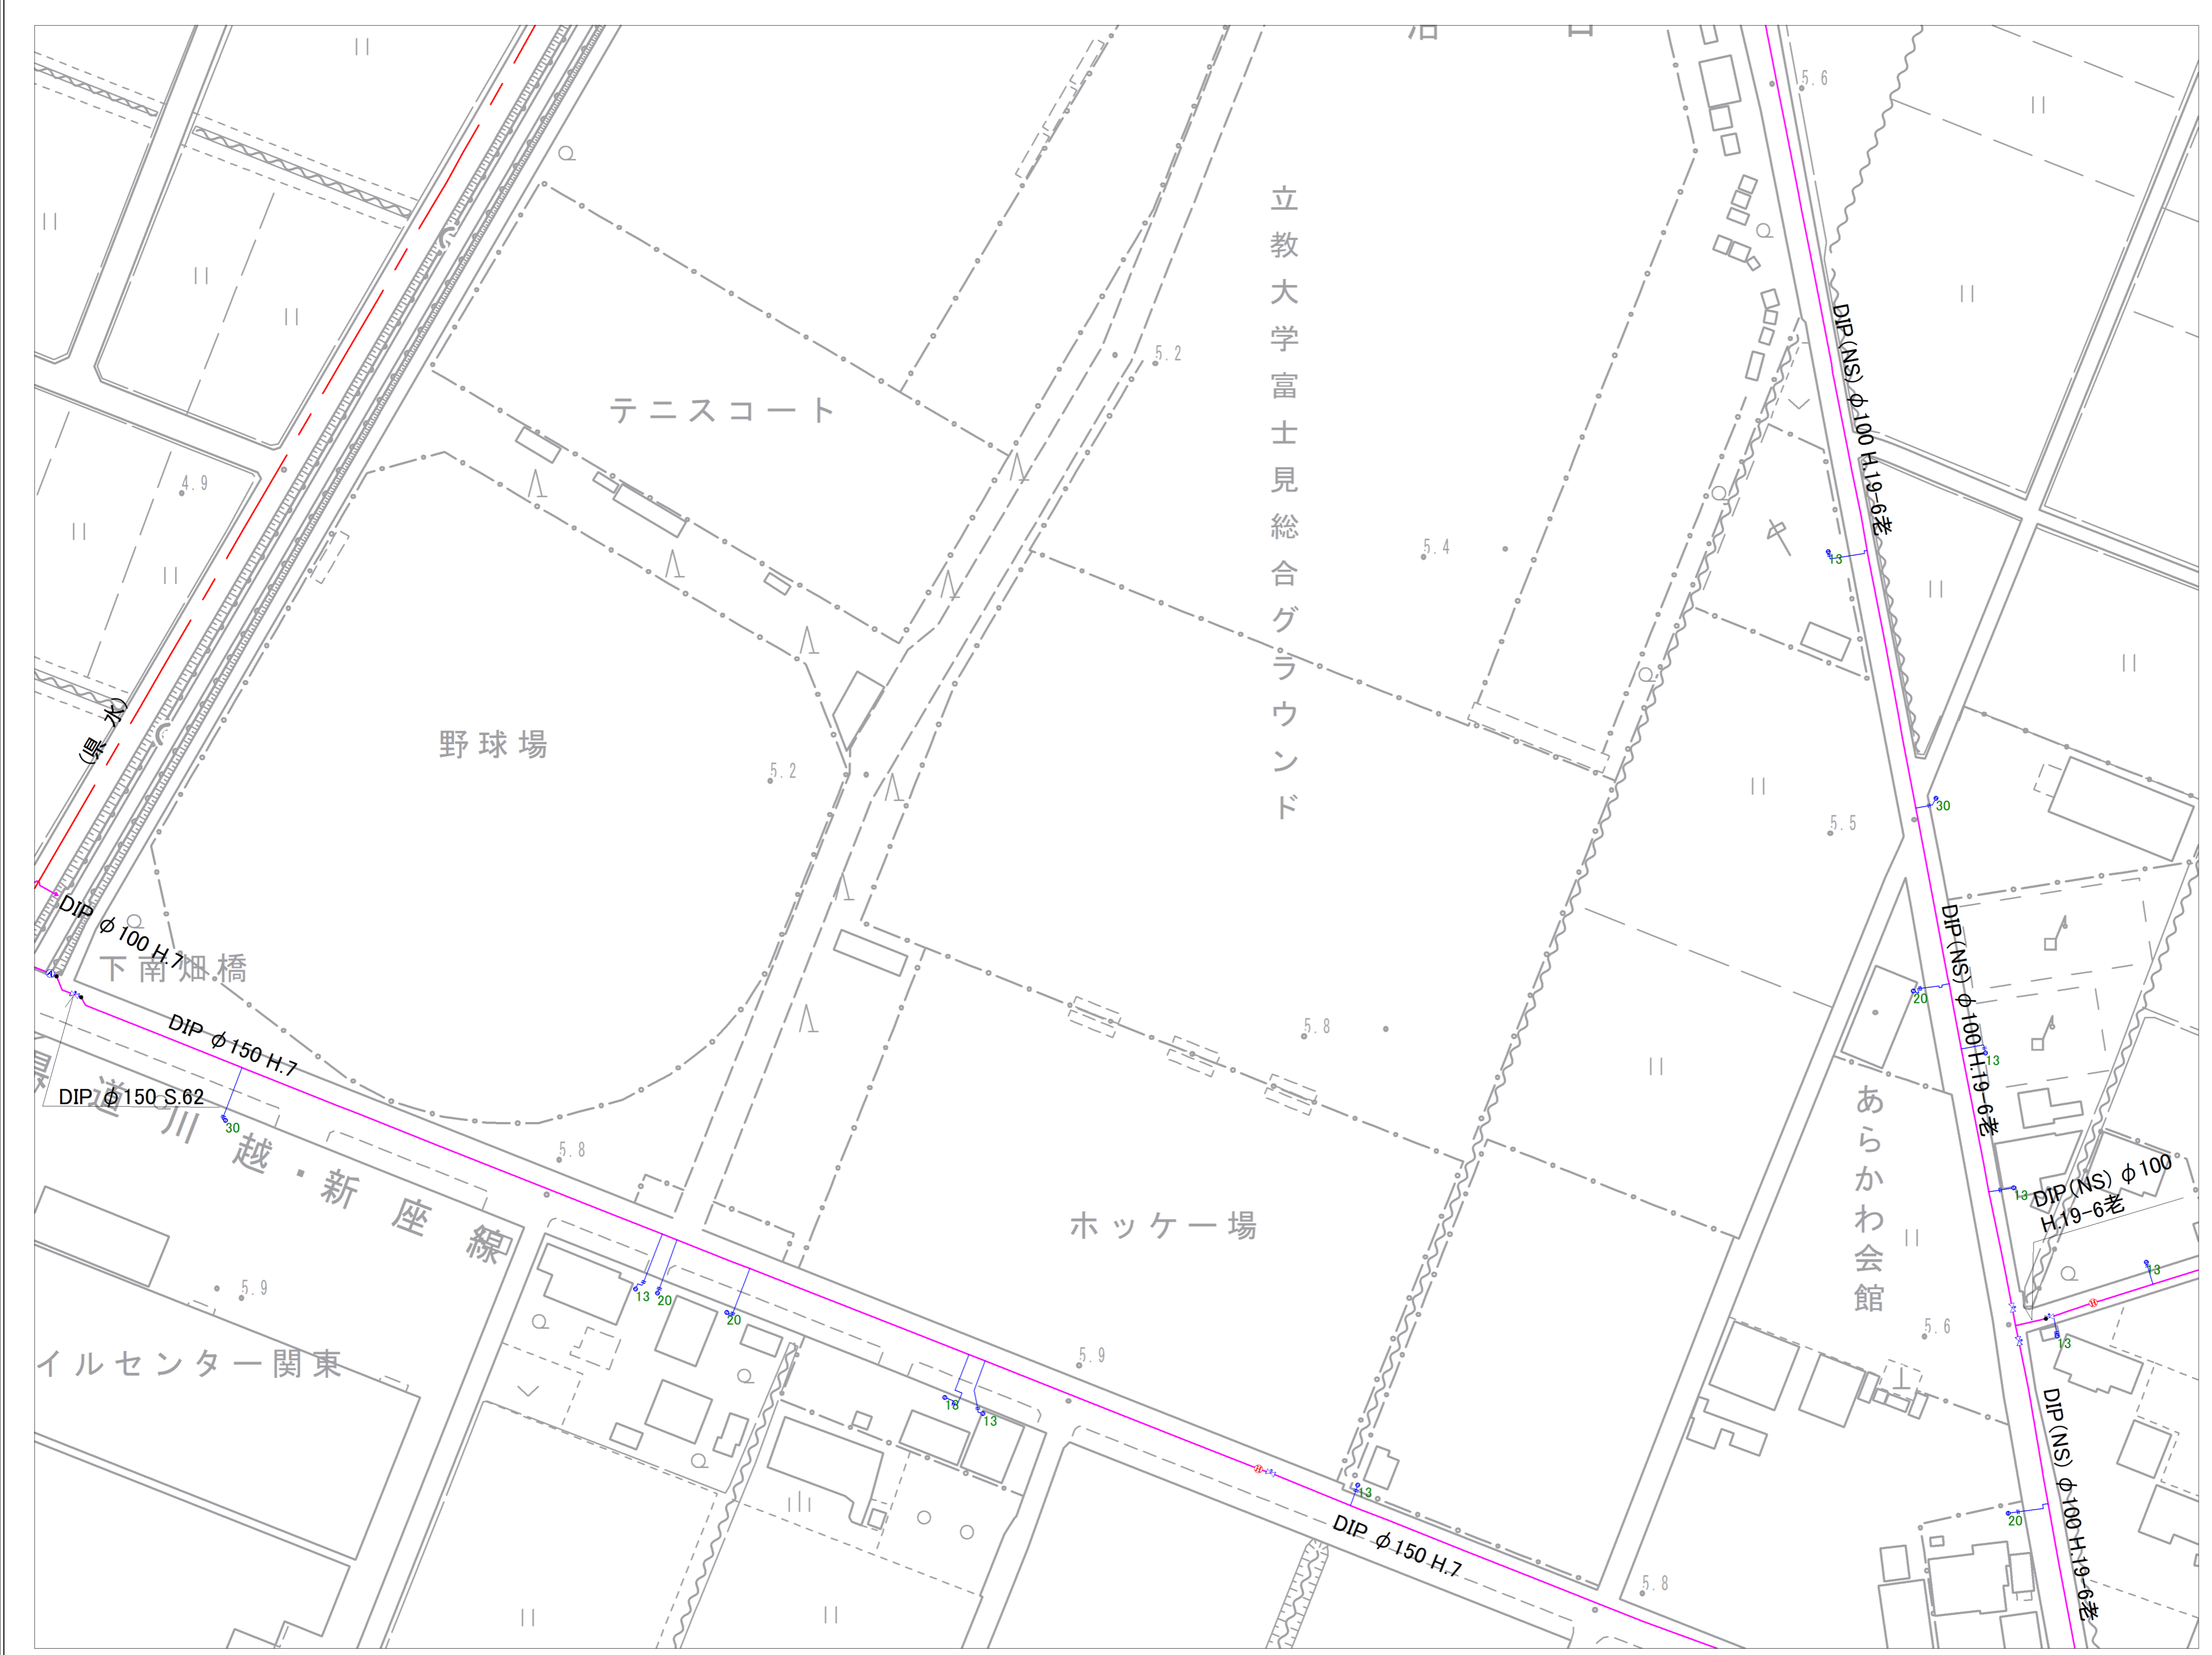 5.6
立教大学富士見総合グラウンド
DIP(NS) φ100 H.19-6老
5.2
テニスコート
4.9
5.4
13
(県 水)
野球場
5.2
5.5
30
DIP φ100 H.7
下南畑橋
DIP(NS) φ100 H.19-6老
20
DIP φ150 H.7
5.8
13
DIP φ150 S.62
30
県道川越・新座線
5.8
あらかわ会館
13
DIP(NS) φ100
H.19-6老
ホッケー場
13
5.9
13
20
20
5.6
13
イルセンター関東
5.9
13
DIP(NS) φ100 H.19-6老
13
DIP φ150 H.7
20
5.8